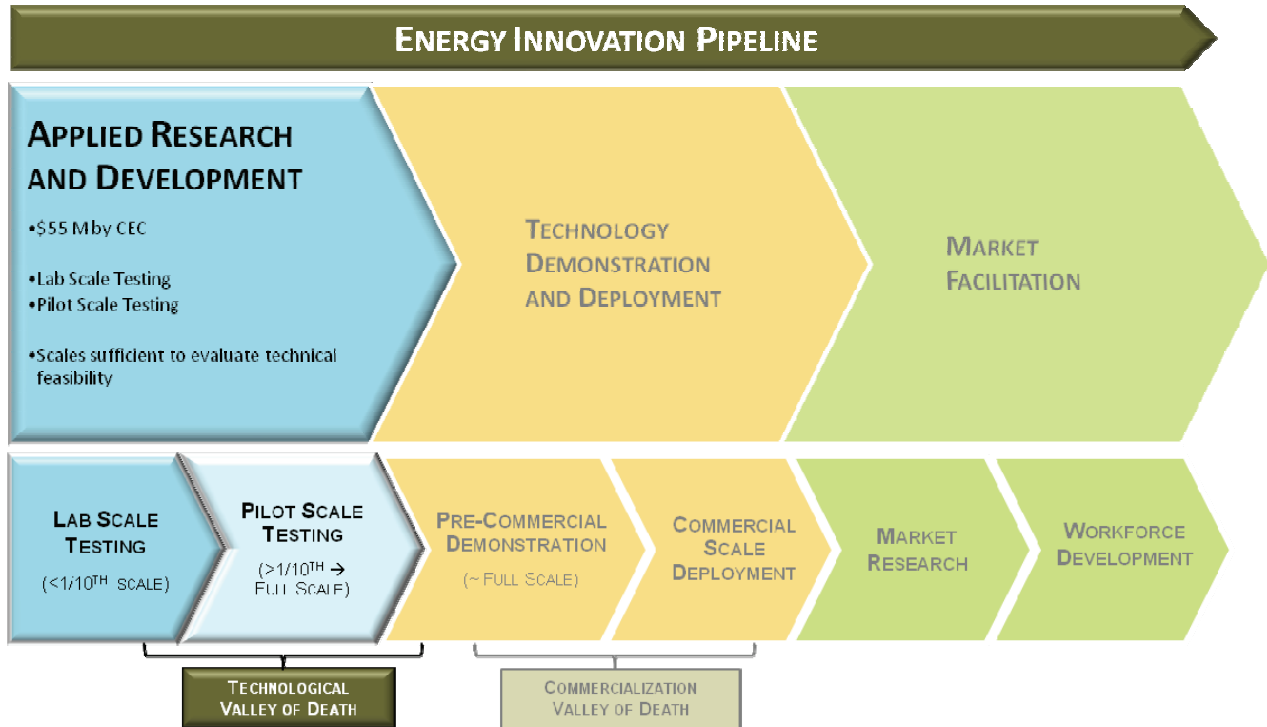 ENERGY INNOVATION PIPELINE
APPLIED RESEARCH
AND DEVELOPMENT
•$55 M by CEC
•Lab Scale Testing
•Pilot Scale Testing
•Scales sufficient to evaluate technical
feasibility
TECHNOLOGY
DEMONSTRATION
AND DEPLOYMENT
MARKET
FACILITATION
LAB SCALE
TESTING
(<1/10TH SCALE)
PILOT SCALE
TESTING
(>1/10TH →
FULL SCALE)
PRE-COMMERCIAL
DEMONSTRATION
(~ FULL SCALE)
COMMERCIAL
SCALE
DEPLOYMENT
MARKET
RESEARCH
WORKFORCE
DEVELOPMENT
TECHNOLOGICAL
VALLEY OF DEATH
COMMERCIALIZATION
VALLEY OF DEATH